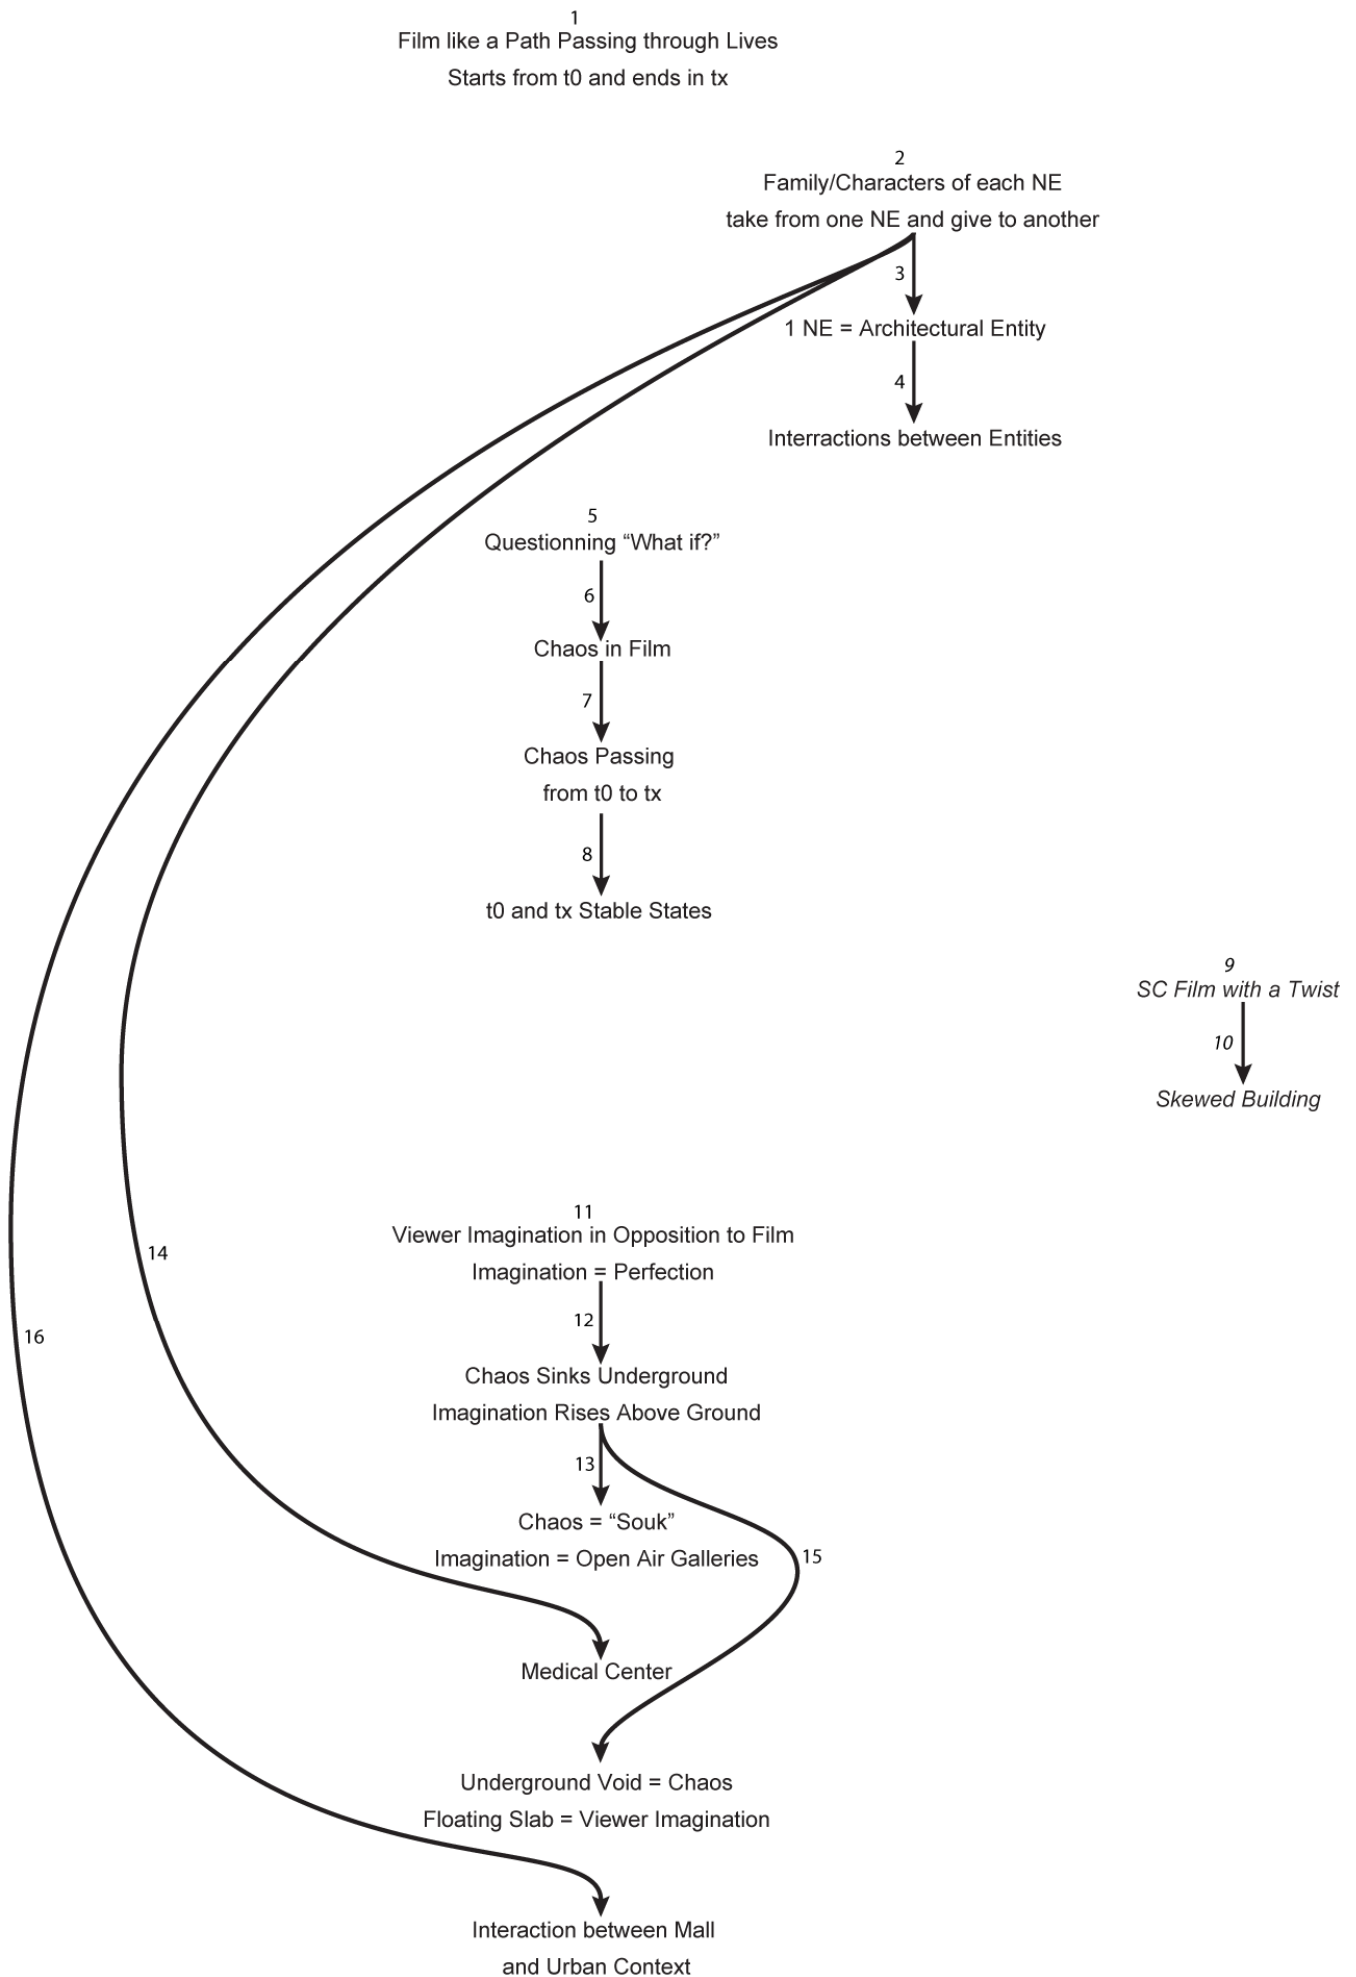 1
Film like a Path Passing through Lives
Starts from t0 and ends in tx
2
Family/Characters of each NE
take from one NE and give to another
3
1 NE = Architectural Entity
4
Interractions between Entities
5
Questionning “What if?”
6
Chaos in Film
7
Chaos Passing
from t0 to tx
8
t0 and tx Stable States
9
SC Film with a Twist
10
Skewed Building
11
Viewer Imagination in Opposition to Film
Imagination = Perfection
14
12
16
Chaos Sinks Underground
Imagination Rises Above Ground
13
Chaos = “Souk”
Imagination = Open Air Galleries
15
Medical Center
Underground Void = Chaos
Floating Slab = Viewer Imagination
Interaction between Mall
and Urban Context